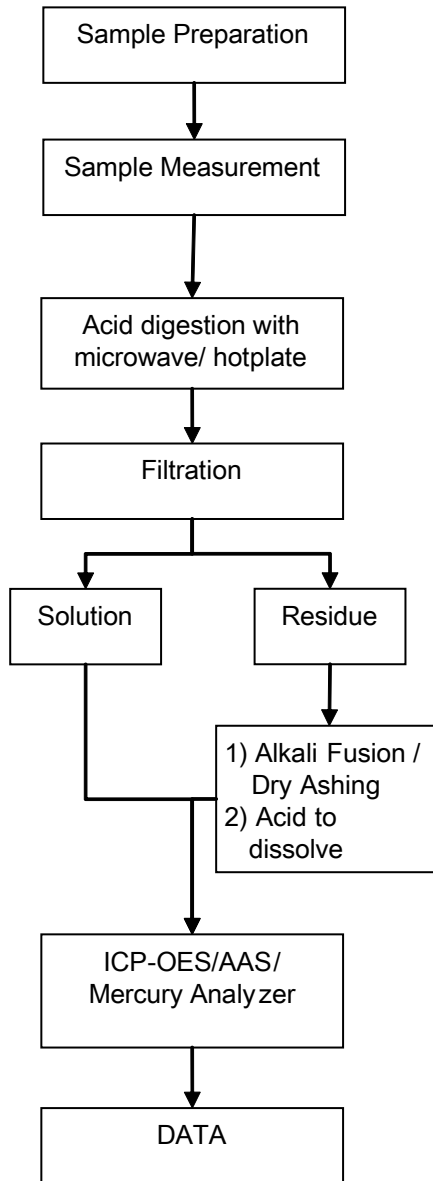 Sample Preparation
Sample Measurement
Acid digestion with
microwave/ hotplate
Filtration
Solution
Residue
1) Alkali Fusion /
Dry Ashing
2) Acid to
dissolve
ICP-OES/AAS/
Mercury Analyzer
DATA